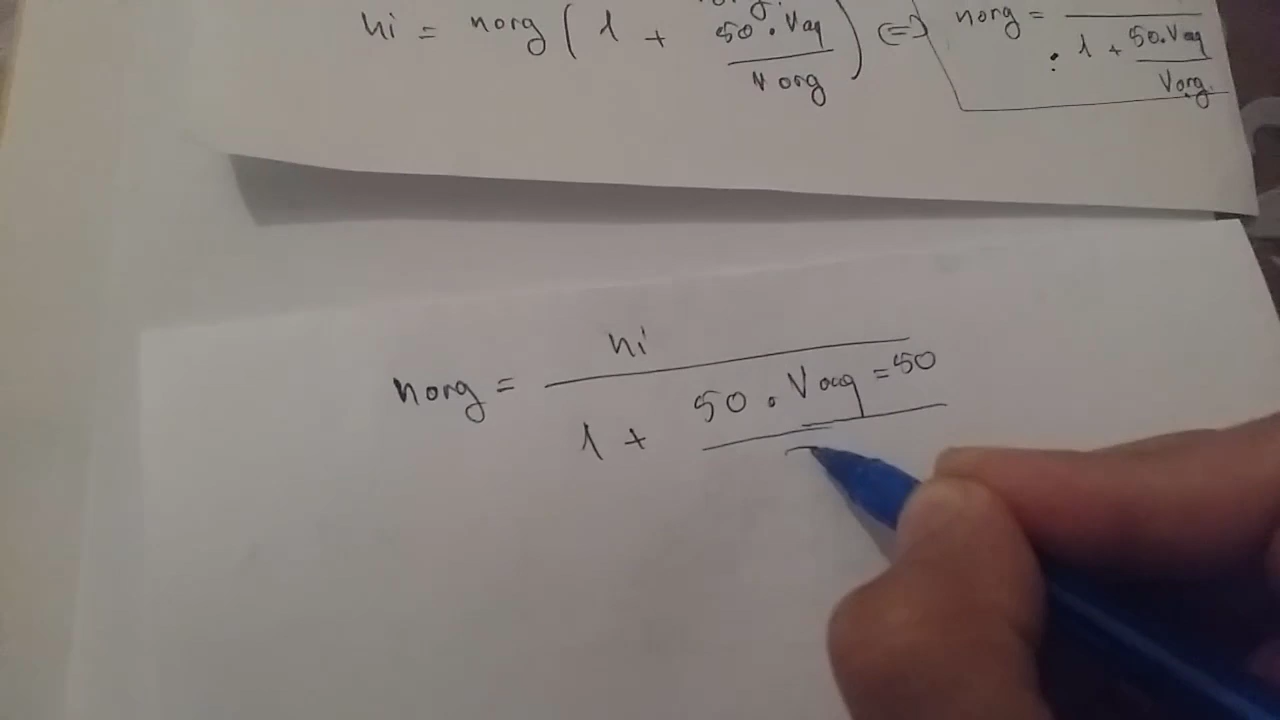 ni = norg ( 1 + 50 . Vaq / Vorg ) <=> norg = 1 + 50.Vaq / Vorg
norg = ni
1 + 50 . Vaq = 50